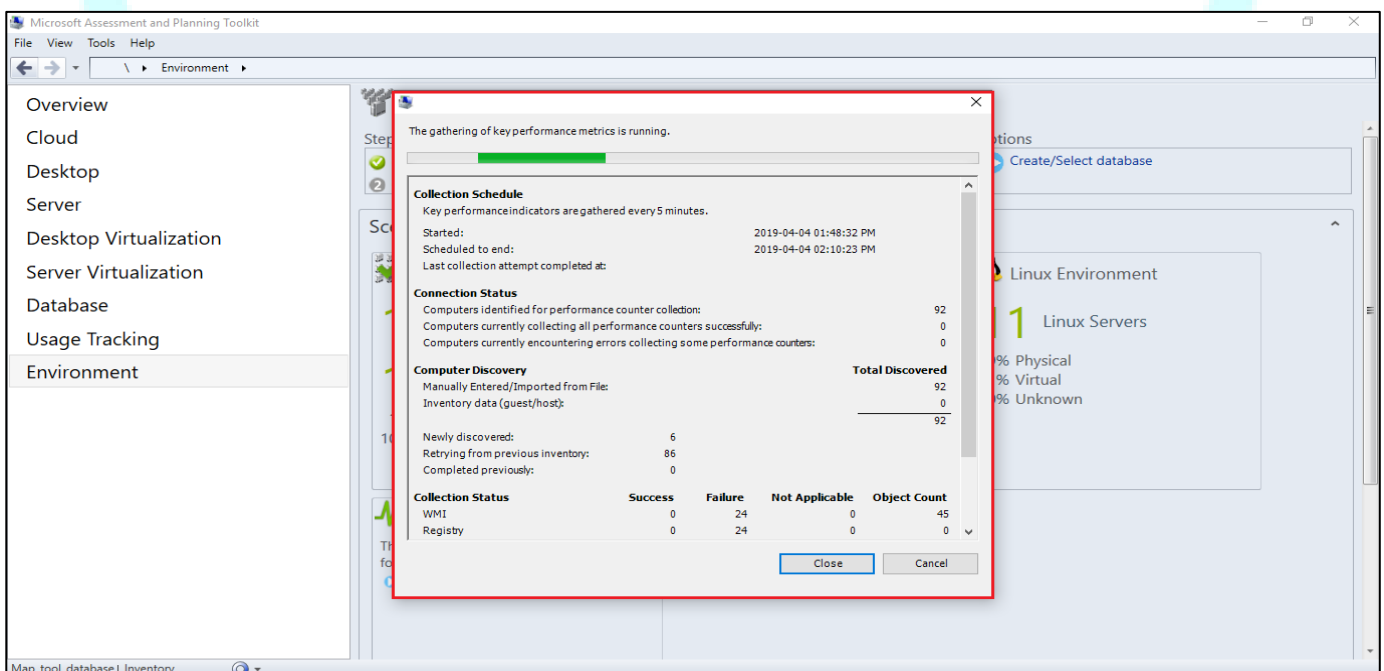 Microsoft Assessment and Planning Toolkit
File View Tools Help
\ Environment
Overview
Cloud
Desktop
Server
Desktop Virtualization
Server Virtualization
Database
Usage Tracking
Environment
Create/Select database
Linux Environment
Linux Servers
% Physical
% Virtual
% Unknown
The gathering of key performance metrics is running.
Collection Schedule
Key performance indicators are gathered every 5 minutes.
Started: 2019-04-04 01:48:32 PM
Scheduled to end: 2019-04-04 02:10:23 PM
Last collection attempt completed at:
Connection Status
Computers identified for performance counter collection: 92
Computers currently collecting all performance counters successfully: 0
Computers currently encountering errors collecting some performance counters: 0
Computer Discovery Total Discovered
Manually Entered/Imported from File: 92
Inventory data (guest/host): 0
92
Newly discovered: 6
Retrying from previous inventory: 86
Completed previously: 0
Collection Status Success Failure Not Applicable Object Count
WMI 0 24 0 45
Registry 0 24 0 0
Close Cancel
Map_tool_database1 Inventory